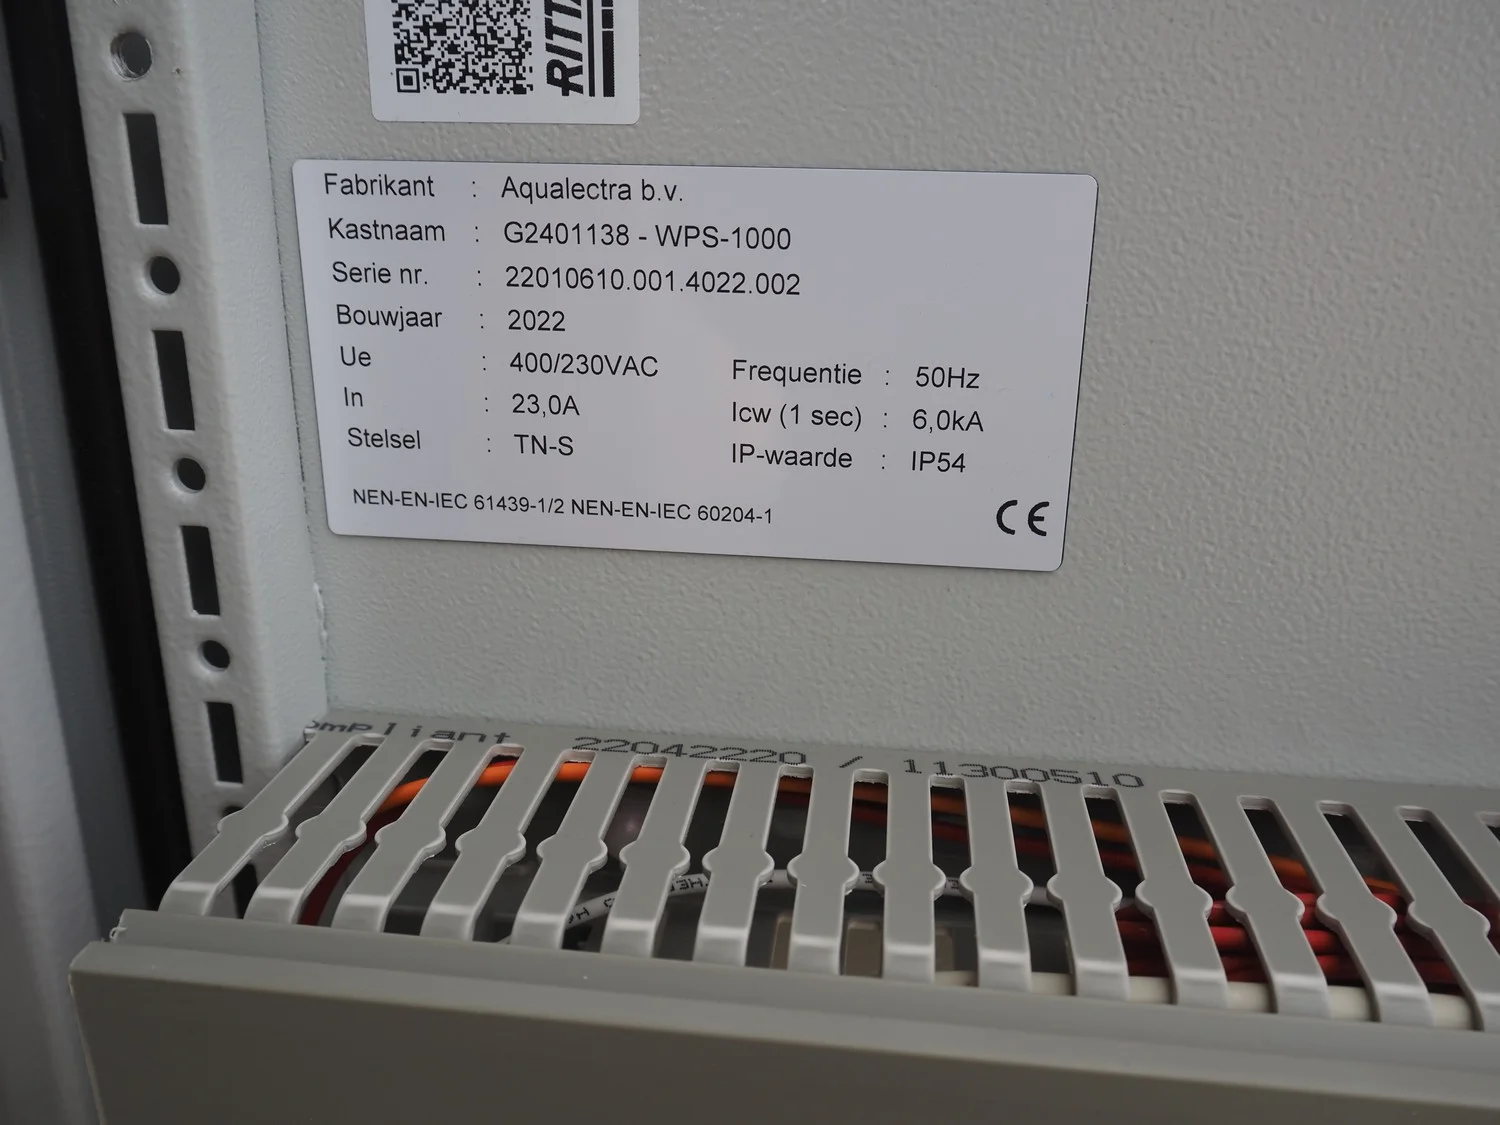 Fabrikant : Aqualectra b.v.
Kastnaam : G2401138 - WPS-1000
Serie nr. : 22010610.001.4022.002
Bouwjaar : 2022
Ue : 400/230VAC Frequentie : 50Hz
In : 23,0A Icw (1 sec) : 6,0kA
Stelsel : TN-S IP-waarde : IP54
NEN-EN-IEC 61439-1/2 NEN-EN-IEC 60204-1 CE
22042220 / 11300510